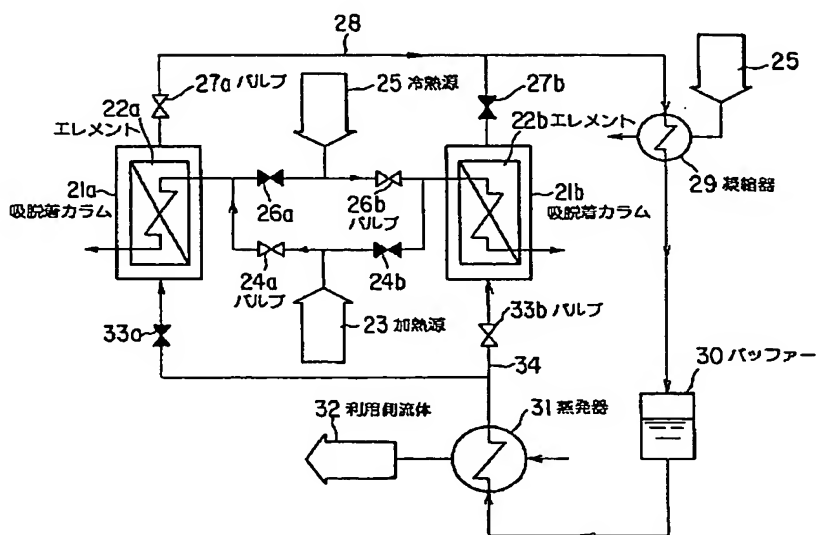 28
27a バルブ
25 冷熱源
27b
25
22a
エレメント
22b エレメント
29 凝縮器
21a
吸脱着カラム
26a
26b
バルブ
21b
吸脱着カラム
24a
バルブ
24b
33a
23 加熱源
33b バルブ
34
30 バッファー
32 利用側流体
31 蒸発器